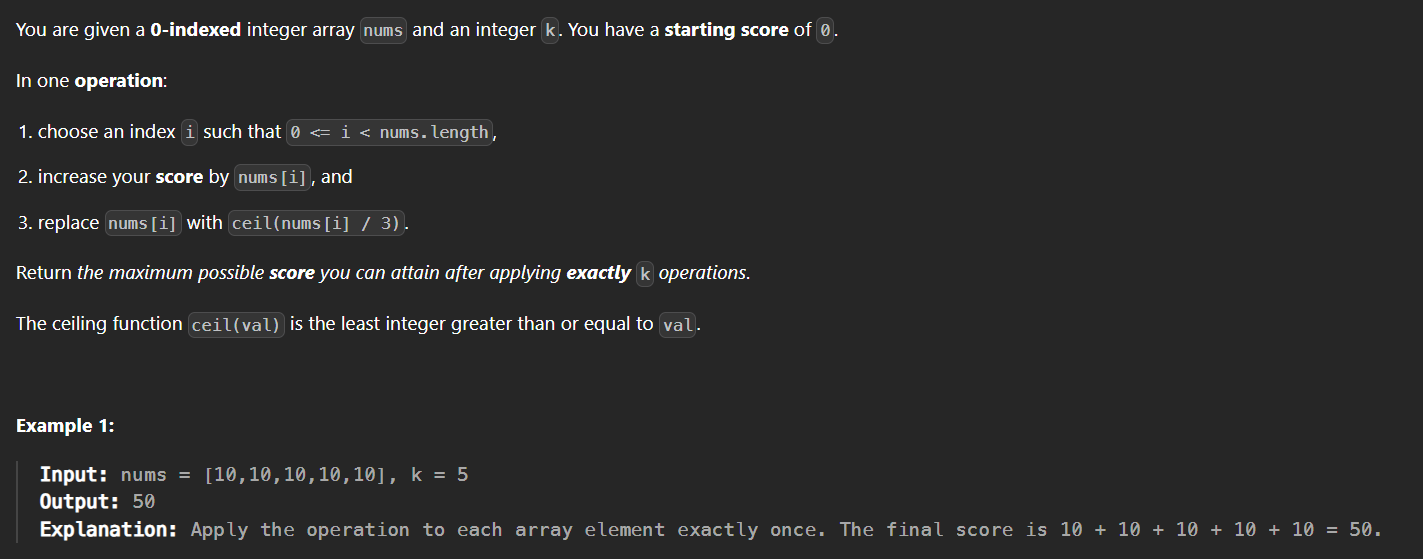 You are given a 0-indexed integer array nums and an integer k. You have a starting score of 0.
In one operation:
1. choose an index i such that 0 <= i < nums.length,
2. increase your score by nums[i], and
3. replace nums[i] with ceil(nums[i] / 3).
Return the maximum possible score you can attain after applying exactly k operations.
The ceiling function ceil(val) is the least integer greater than or equal to val.
Example 1:
Input: nums = [10,10,10,10,10], k = 5
Output: 50
Explanation: Apply the operation to each array element exactly once. The final score is 10 + 10 + 10 + 10 + 10 = 50.